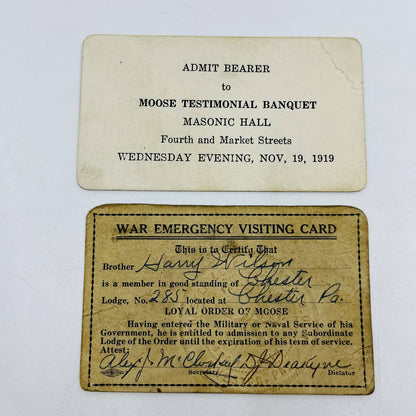 ADMIT BEARER
to
MOOSE TESTIMONIAL BANQUET
MASONIC HALL
Fourth and Market Streets
WEDNESDAY EVENING, NOV, 19, 1919
WAR EMERGENCY VISITING CARD
This is to Certify That
Brother Harry Wilson
is a member in good standing of Chester
Lodge, No. 285 located at Chester Pa.
LOYAL ORDER OF MOOSE
Having entered the Military or Naval Service of his
Government, he is entitled to admission to any Subordinate
Lodge of the Order until the expiration of his term of service.
Attest:
Alex J. McCloskey D J Deakyne
Secretary Dictator